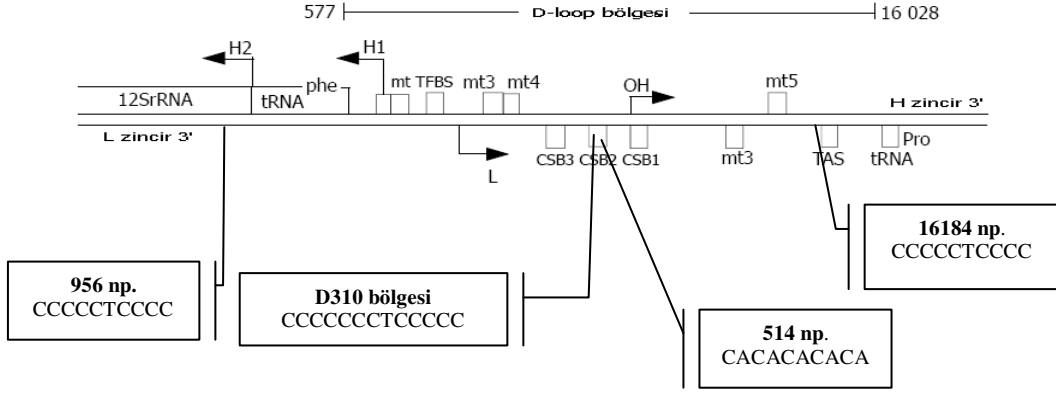 577 D-loop bölgesi 16 028
H2 H1
phe mt TFBS mt3 mt4 OH mt5
12SrRNA tRNA H zincir 3'
L zincir 3' Pro
CSB3 CSB2 CSB1 mt3 TAS tRNA
L
16184 np.
CCCCCTCCCC
956 np.
CCCCCTCCCC
D310 bölgesi
CCCCCCCTCCCCC
514 np.
CACACACACA